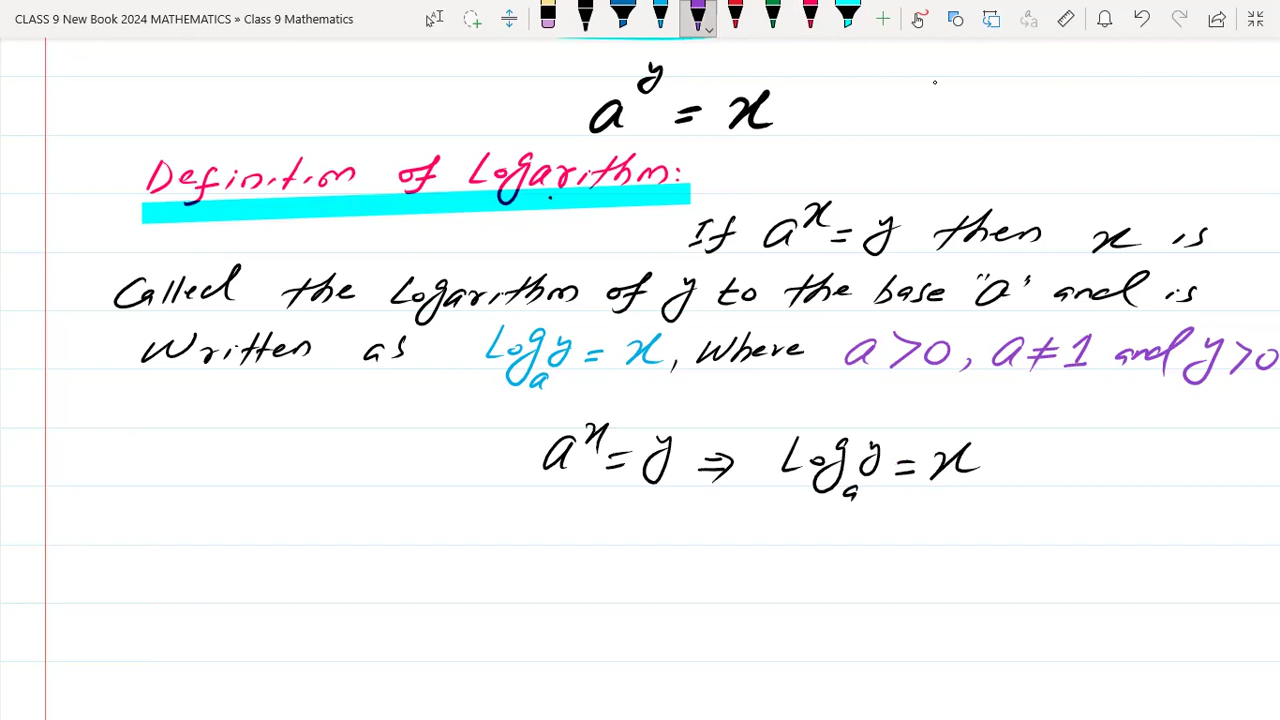 CLASS 9 New Book 2024 MATHEMATICS » Class 9 Mathematics
a^y = x
Definition of Logarithm:
If a^x = y then x is
Called the Logarithm of y to the base "a" and is
Written as Log_a y = x, Where a > 0, a ≠ 1 and y > 0
a^x = y ⇒ Log_a y = x